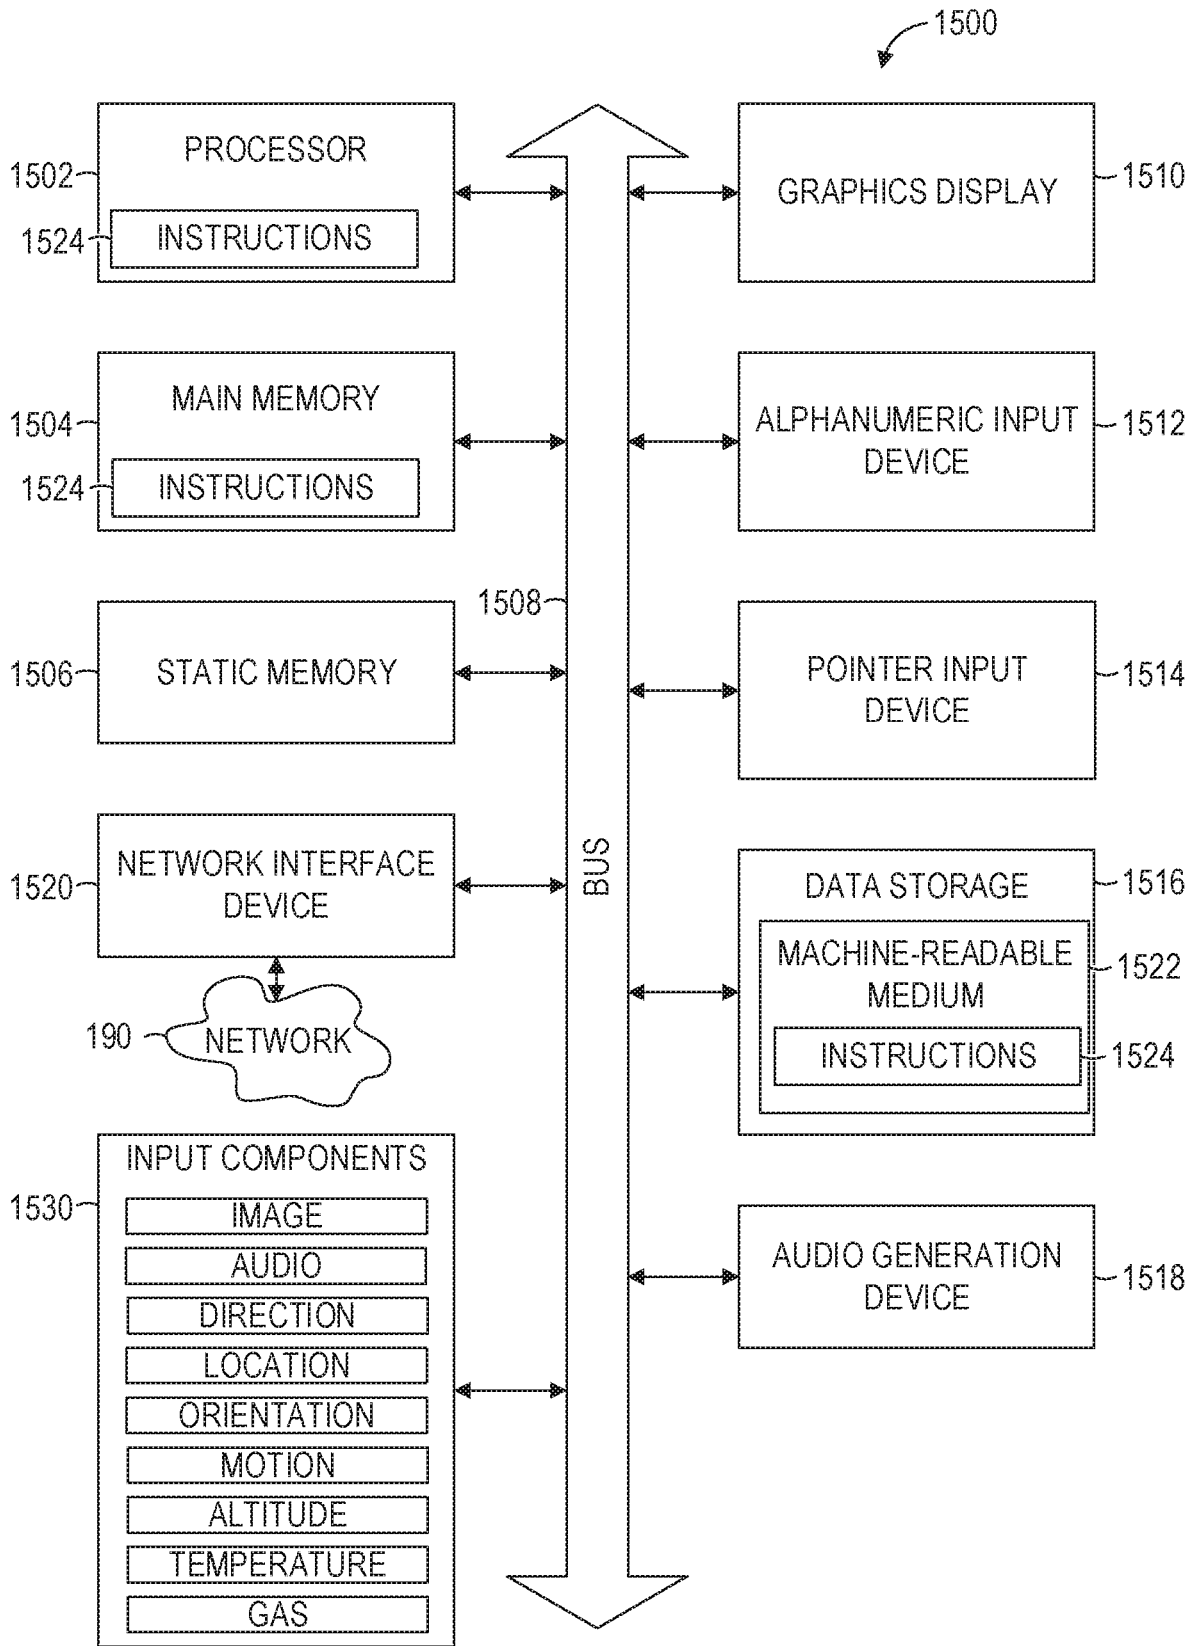 1500
PROCESSOR
1502
1524
INSTRUCTIONS
MAIN MEMORY
1504
1524
INSTRUCTIONS
1506
STATIC MEMORY
1520
NETWORK INTERFACE
DEVICE
190
NETWORK
INPUT COMPONENTS
1530
IMAGE
AUDIO
DIRECTION
LOCATION
ORIENTATION
MOTION
ALTITUDE
TEMPERATURE
GAS
1508
BUS
GRAPHICS DISPLAY
1510
ALPHANUMERIC INPUT
DEVICE
1512
POINTER INPUT
DEVICE
1514
DATA STORAGE
1516
MACHINE-READABLE
MEDIUM
1522
INSTRUCTIONS
1524
AUDIO GENERATION
DEVICE
1518